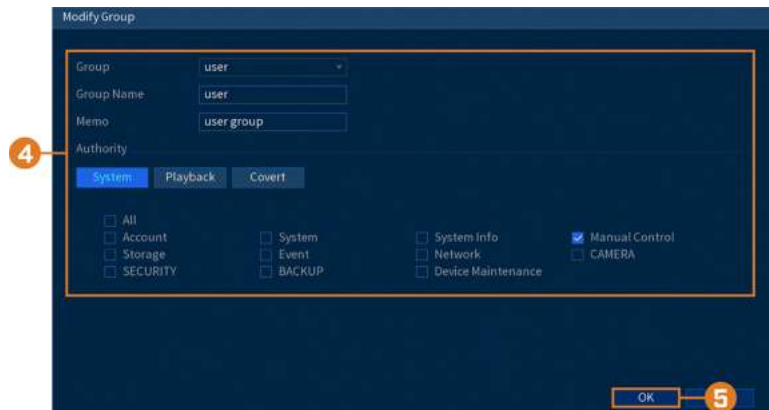 Modify Group
Group user
Group Name user
Memo user group
4
Authority
System Playback Covert
All
Account System System Info Manual Control
Storage Event Network CAMERA
SECURITY BACKUP Device Maintenance
OK 5